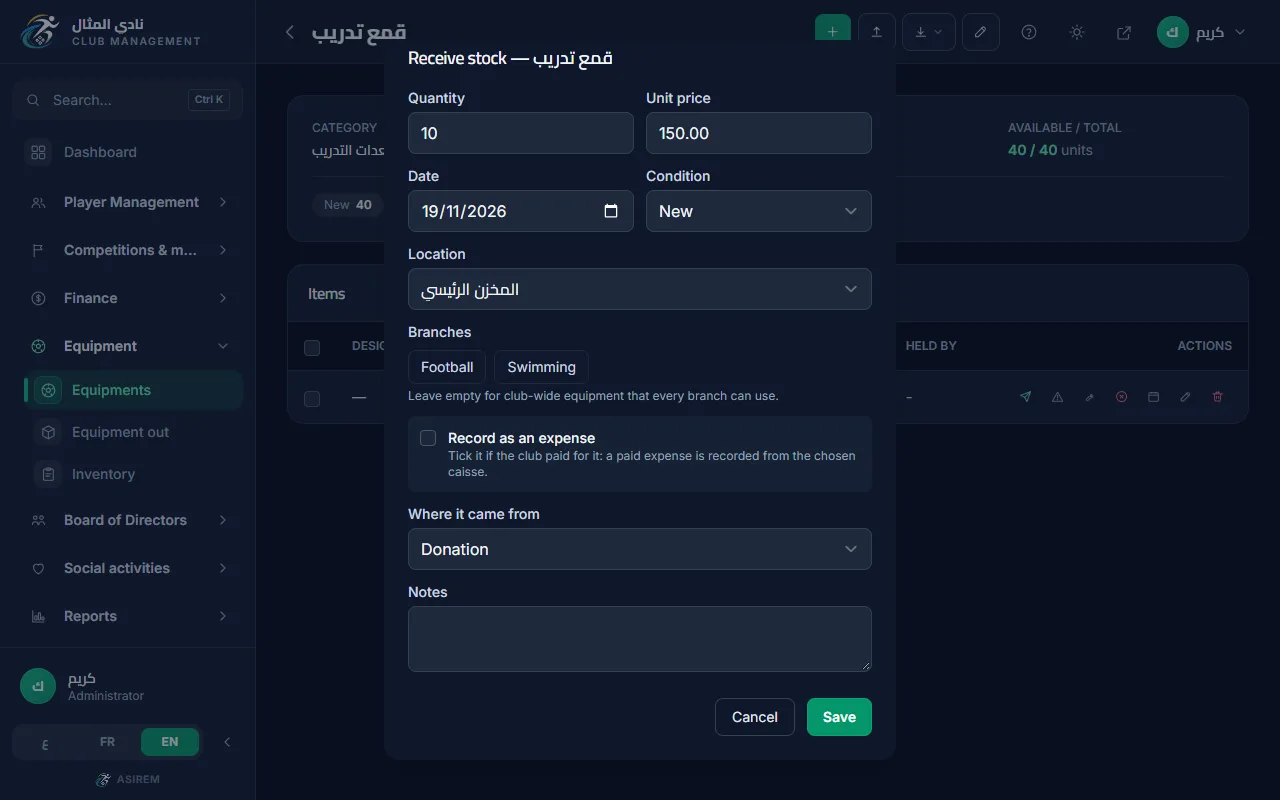 نادي المثال
CLUB MANAGEMENT
Search...
Ctrl K
Dashboard
Player Management
Competitions & m...
Finance
Equipment
Equipments
Equipment out
Inventory
Board of Directors
Social activities
Reports
ك
كريم
Administrator
ع
FR
EN
ASIREM
قمع تدريب
ك
كريم
CATEGORY
عدات التدريب
AVAILABLE / TOTAL
40 / 40 units
New 40
Items
DESIG
HELD BY
ACTIONS
—
-
Receive stock — قمع تدريب
Quantity
Unit price
10
150.00
Date
Condition
19/11/2026
New
Location
المخزن الرئيسي
Branches
Football
Swimming
Leave empty for club-wide equipment that every branch can use.
Record as an expense
Tick it if the club paid for it: a paid expense is recorded from the chosen
caisse.
Where it came from
Donation
Notes
Cancel
Save